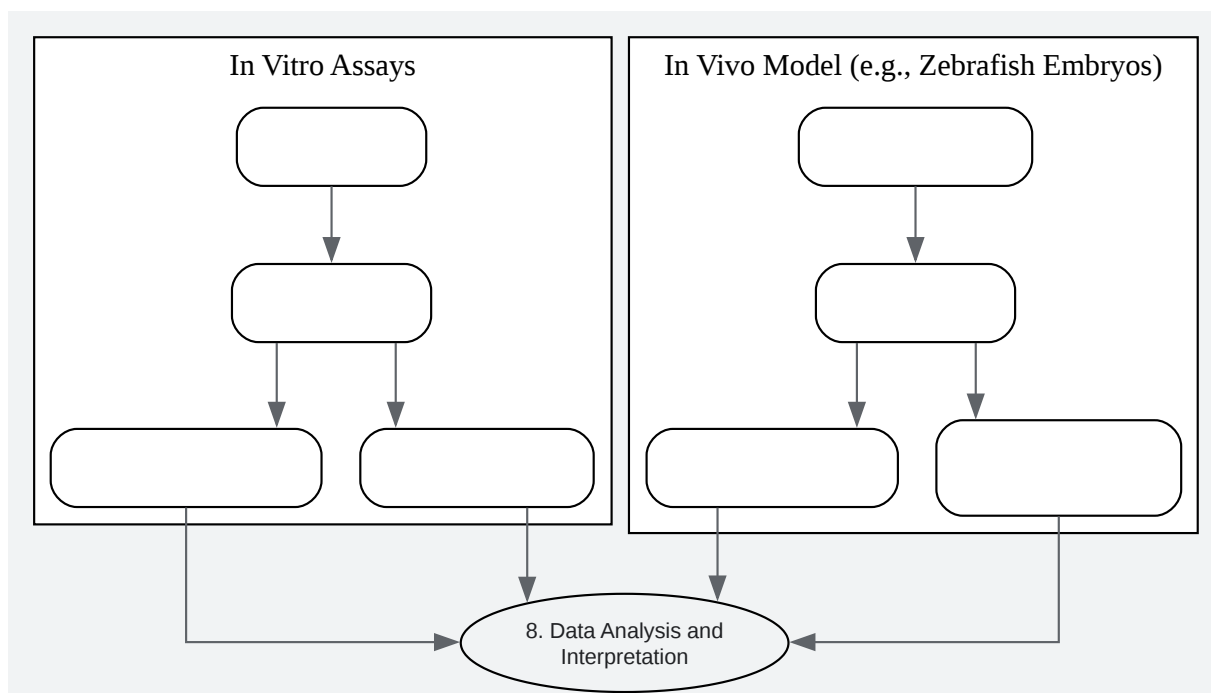 In Vitro Assays
In Vivo Model (e.g., Zebrafish Embryos)
8. Data Analysis and
Interpretation